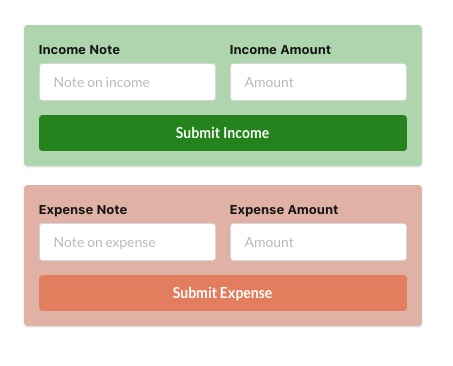 Income Note Income Amount
Note on income Amount
Submit Income
Expense Note Expense Amount
Note on expense Amount
Submit Expense